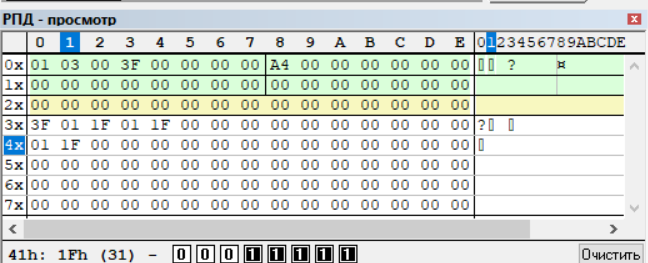 РПД - просмотр
0 1 2 3 4 5 6 7 8 9 A B C D E 0123456789ABCDE
0x 01 03 00 3F 00 00 00 00 A4 00 00 00 00 00 00 ? ¤
1x 00 00 00 00 00 00 00 00 00 00 00 00 00 00 00
2x 00 00 00 00 00 00 00 00 00 00 00 00 00 00 00
3x 3F 01 1F 01 1F 00 00 00 00 00 00 00 00 00 00 ?
4x 01 1F 00 00 00 00 00 00 00 00 00 00 00 00 00
5x 00 00 00 00 00 00 00 00 00 00 00 00 00 00 00
6x 00 00 00 00 00 00 00 00 00 00 00 00 00 00 00
7x 00 00 00 00 00 00 00 00 00 00 00 00 00 00 00
41h: 1Fh (31) - 0 0 0 1 1 1 1 1 Очистить